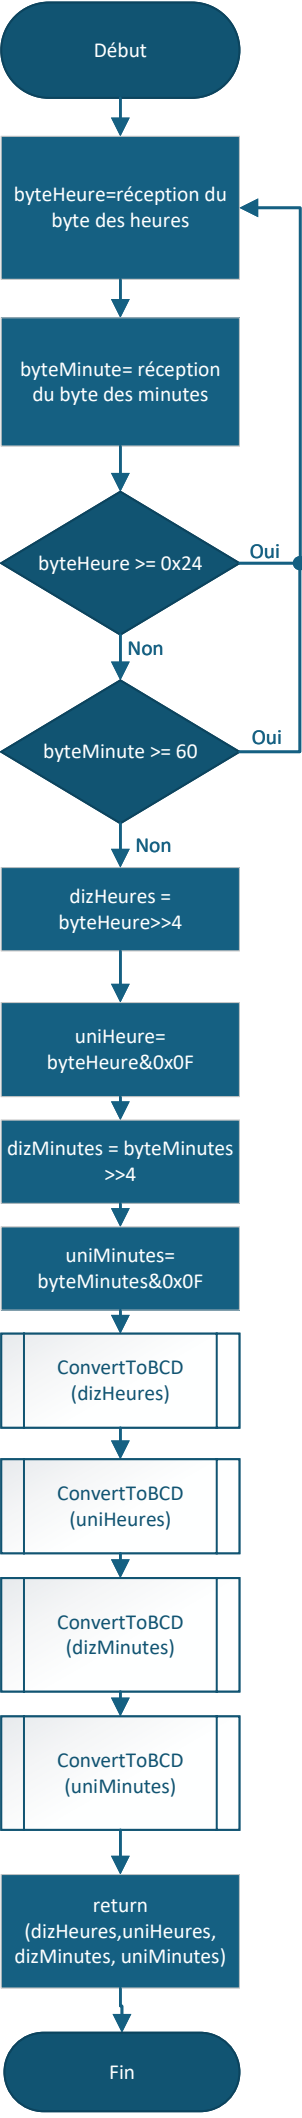 Début
byteHeure=réception du
byte des heures
byteMinute= réception
du byte des minutes
byteHeure >= 0x24
Oui
Non
byteMinute >= 60
Oui
Non
dizHeures =
byteHeure>>4
uniHeure=
byteHeure&0x0F
dizMinutes = byteMinutes
>>4
uniMinutes=
byteMinutes&0x0F
ConvertToBCD
(dizHeures)
ConvertToBCD
(uniHeures)
ConvertToBCD
(dizMinutes)
ConvertToBCD
(uniMinutes)
return
(dizHeures,uniHeures,
dizMinutes, uniMinutes)
Fin